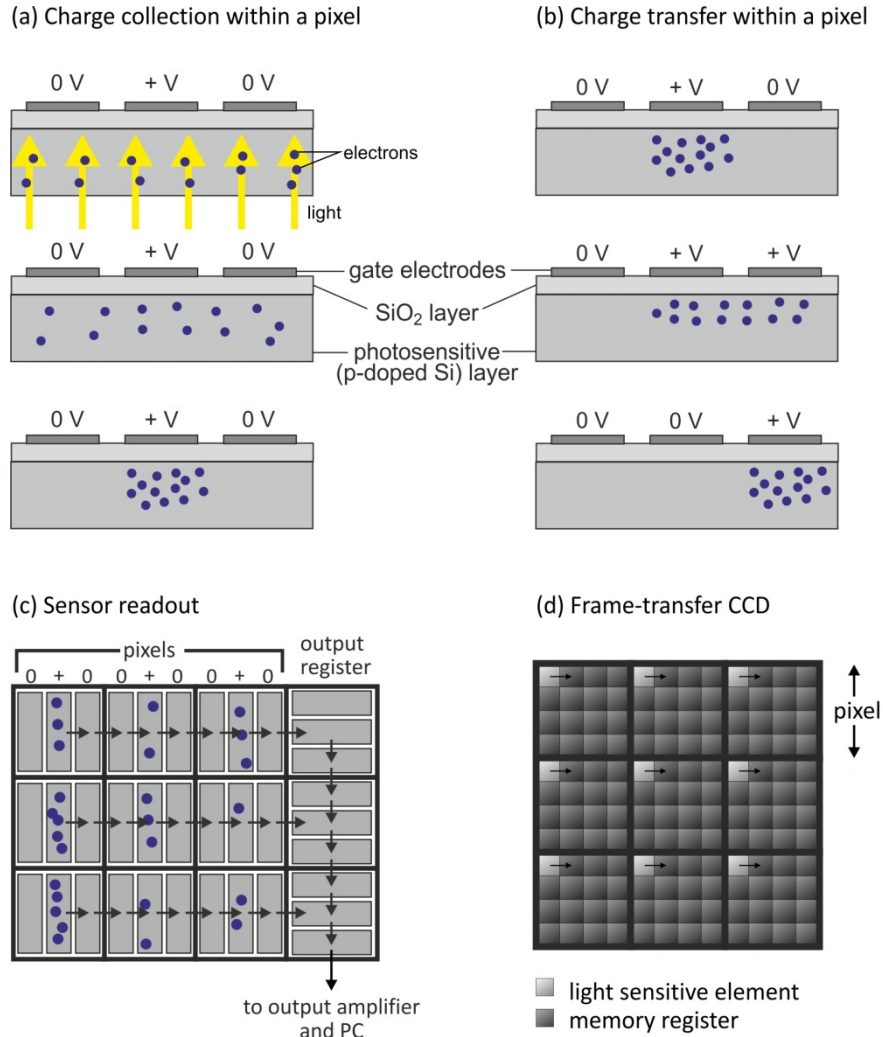 (a) Charge collection within a pixel
0 V + V 0 V
electrons
light
0 V + V 0 V
0 V + V 0 V
(b) Charge transfer within a pixel
0 V + V 0 V
gate electrodes
SiO₂ layer
photosensitive
(p-doped Si) layer
0 V + V + V
0 V 0 V + V
(c) Sensor readout
pixels
output
register
0 + 0 0 + 0 0 + 0
to output amplifier
and PC
(d) Frame-transfer CCD
pixel
light sensitive element
memory register